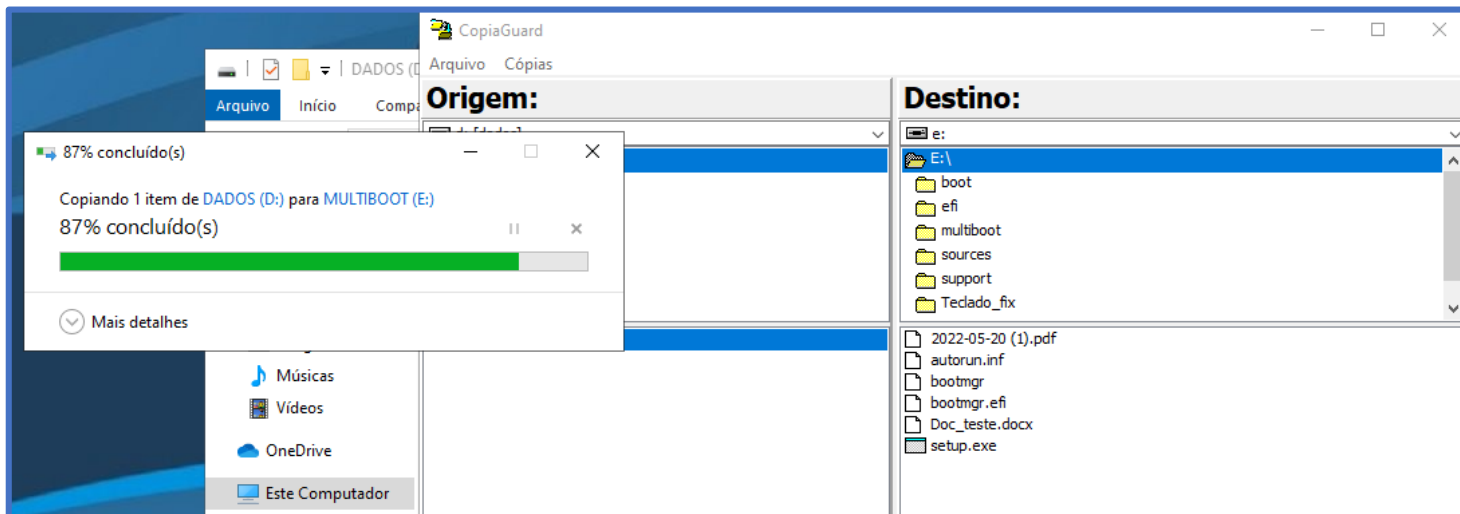 CopiaGuard
DADOS (D
Arquivo Cópias
Arquivo Início Compa
Origem:
Destino:
d: [dados]
e:
87% concluído(s)
Copiando 1 item de DADOS (D:) para MULTIBOOT (E:)
87% concluído(s)
Mais detalhes
E:\
boot
efi
multiboot
sources
support
Teclado_fix
Músicas
Vídeos
OneDrive
Este Computador
2022-05-20 (1).pdf
autorun.inf
bootmgr
bootmgr.efi
Doc_teste.docx
setup.exe